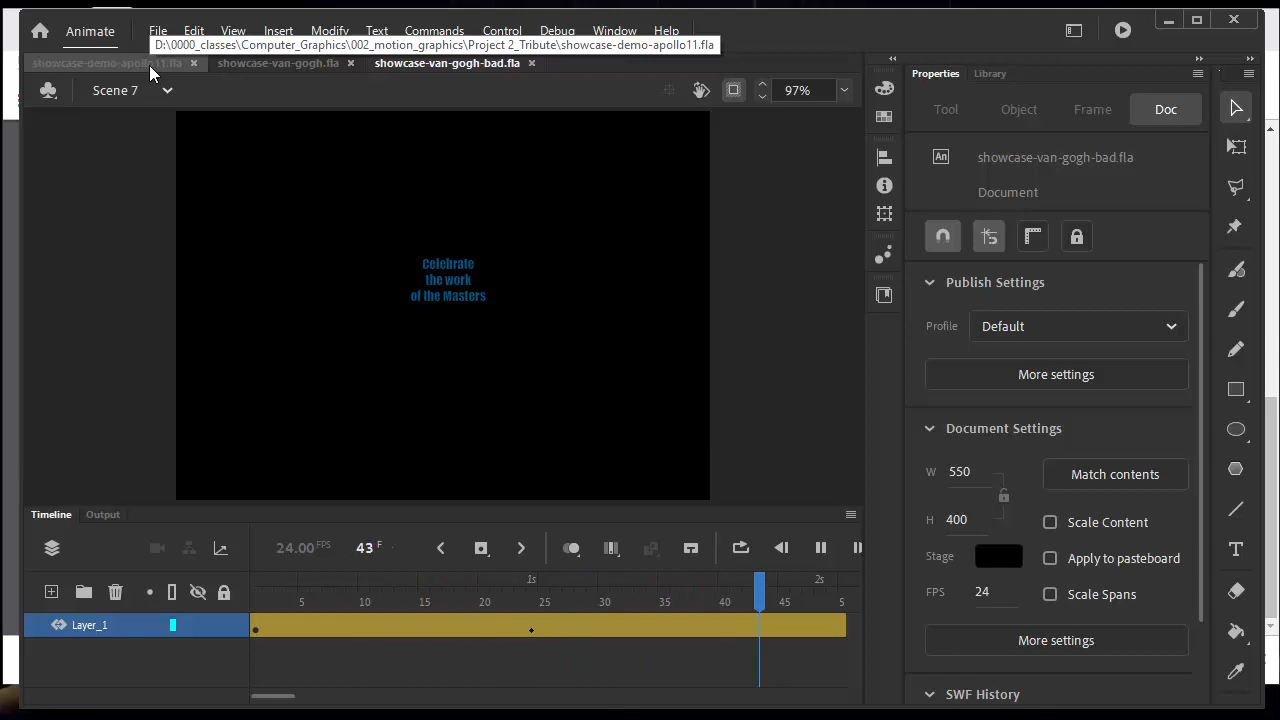 Animate File Edit View Insert Modify Text Commands Control Debug Window Help
D:\0000_classes\Computer_Graphics\002_motion_graphics\Project 2_Tribute\showcase-demo-apollo11.fla
showcase-demo-apollo11.fla × showcase-van-gogh.fla × showcase-van-gogh-bad.fla ×
Scene 7 97%
Celebrate
the work
of the Masters
Properties Library
Tool Object Frame Doc
An showcase-van-gogh-bad.fla
Document
Publish Settings
Profile Default
More settings
Document Settings
W 550 Match contents
H 400 Scale Content
Stage Apply to pasteboard
FPS 24 Scale Spans
More settings
SWF History
Timeline Output
24.00 FPS 43 F
1s 2s
5 10 15 20 25 30 35 40 45 5
Layer_1